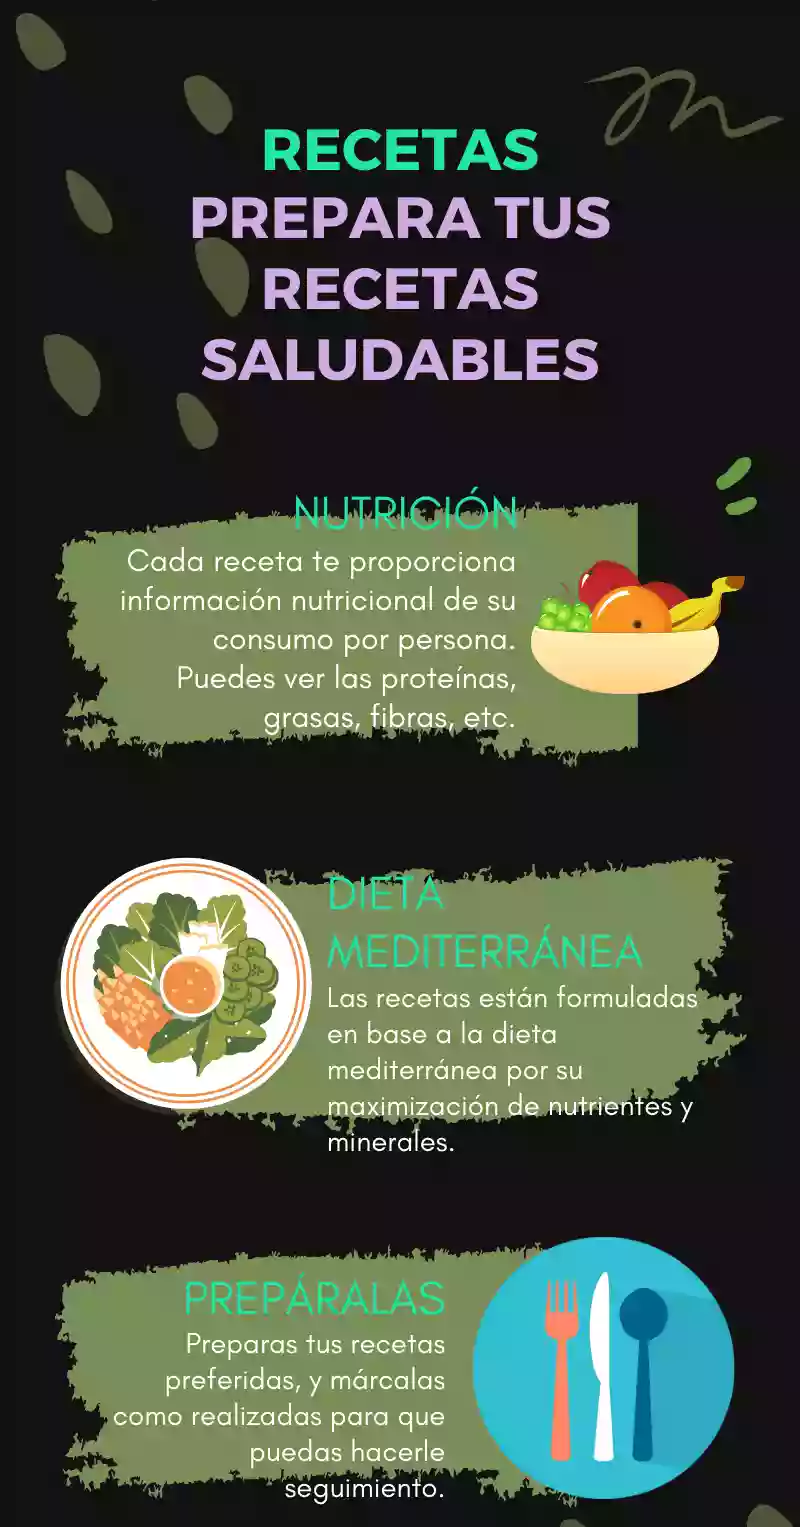 RECETAS
PREPARA TUS
RECETAS
SALUDABLES
NUTRICIÓN
Cada receta te proporciona
información nutricional de su
consumo por persona.
Puedes ver las proteínas,
grasas, fibras, etc.
DIETA
MEDITERRÁNEA
Las recetas están formuladas
en base a la dieta
mediterránea por su
maximización de nutrientes y
minerales.
PREPÁRALAS
Preparas tus recetas
preferidas, y márcalas
como realizadas para que
puedas hacerle
seguimiento.